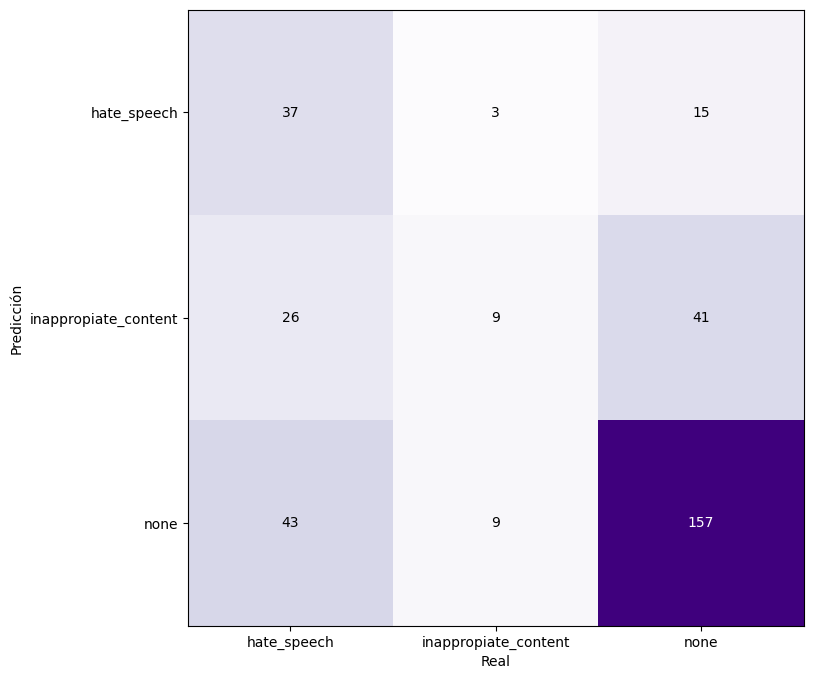 hate_speech
37 3 15
Predicción
inappropiate_content
26 9 41
none
43 9 157
hate_speech inappropiate_content none
Real